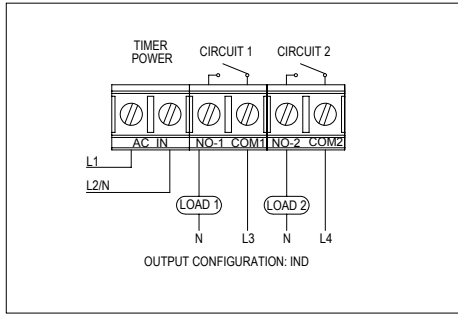 TIMER
POWER
CIRCUIT 1
CIRCUIT 2
AC IN
NO-1
COM1
NO-2
COM2
L1
L2/N
LOAD 1
LOAD 2
N
L3
N
L4
OUTPUT CONFIGURATION: IND